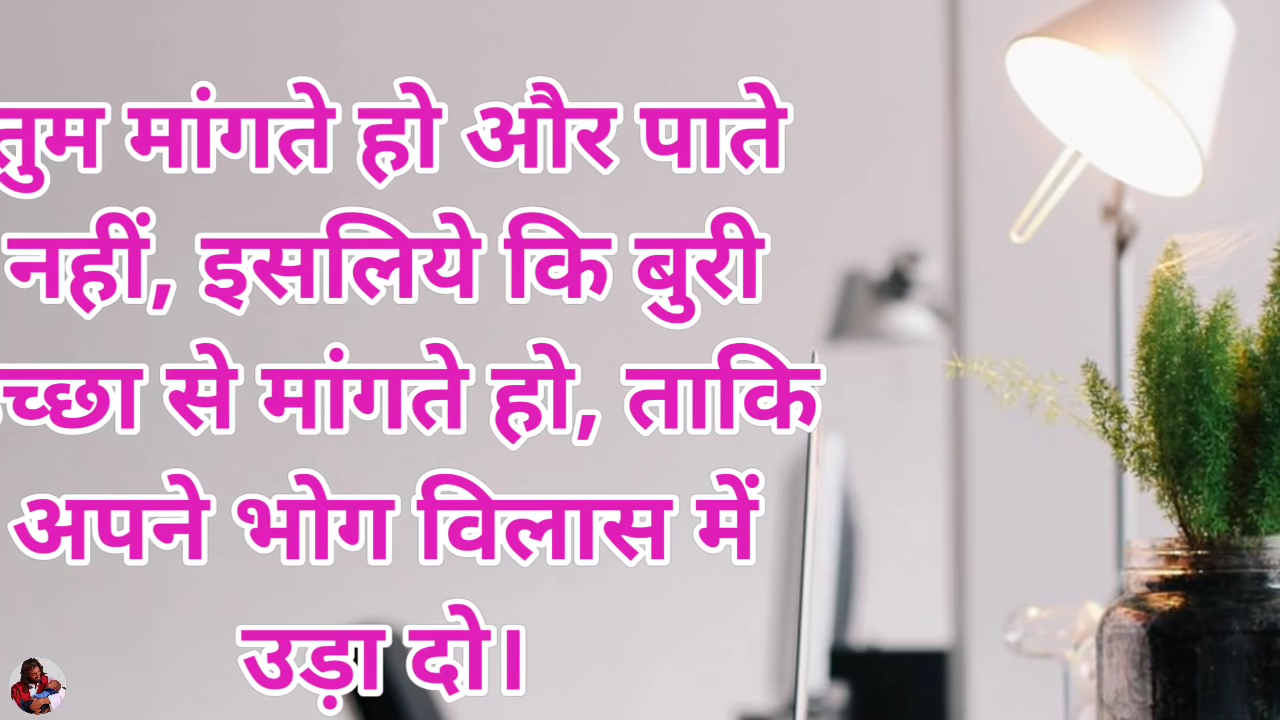 तुम मांगते हो और पाते
नहीं, इसलिये कि बुरी
से मांगते हो, ताकि
अपने भोग विलास में
उड़ा दो।